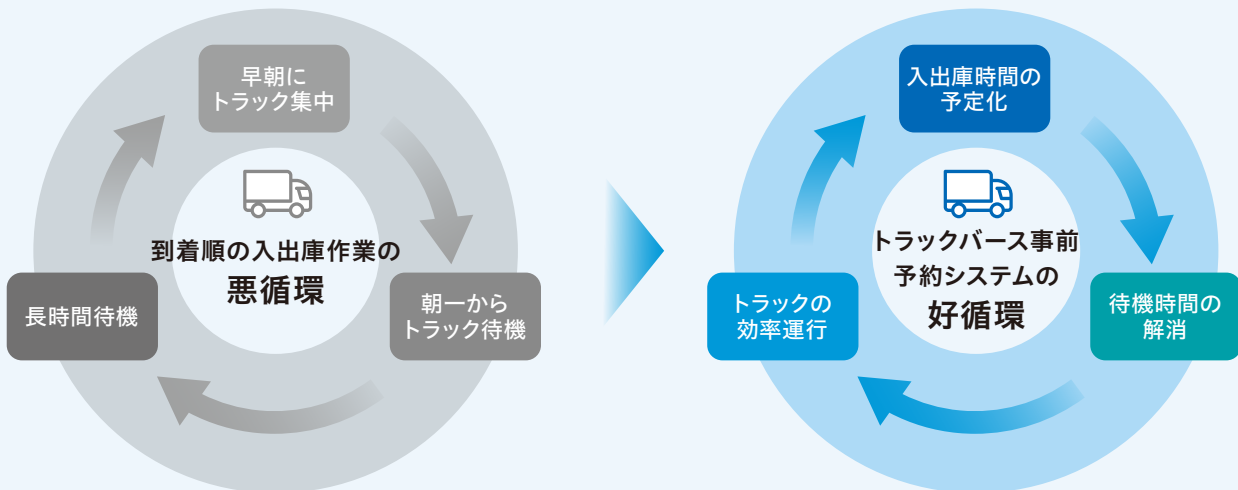 早朝に
トラック集中
到着順の入出庫作業の
悪循環
長時間待機
朝一から
トラック待機
入出庫時間の
予定化
トラックバース事前
予約システムの
好循環
トラックの
効率運行
待機時間の
解消